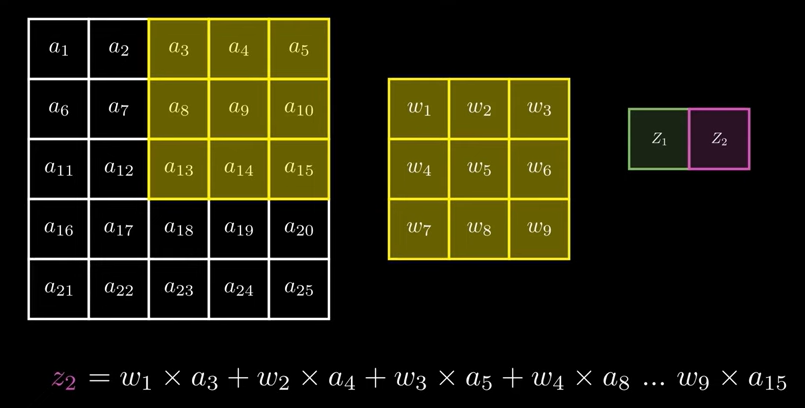 a₁ a₂ a₃ a₄ a₅
a₆ a₇ a₈ a₉ a₁₀
a₁₁ a₁₂ a₁₃ a₁₄ a₁₅
a₁₆ a₁₇ a₁₈ a₁₉ a₂₀
a₂₁ a₂₂ a₂₃ a₂₄ a₂₅
w₁ w₂ w₃
w₄ w₅ w₆
w₇ w₈ w₉
Z₁ Z₂
z₂ = w₁ × a₃ + w₂ × a₄ + w₃ × a₅ + w₄ × a₈ ... w₉ × a₁₅